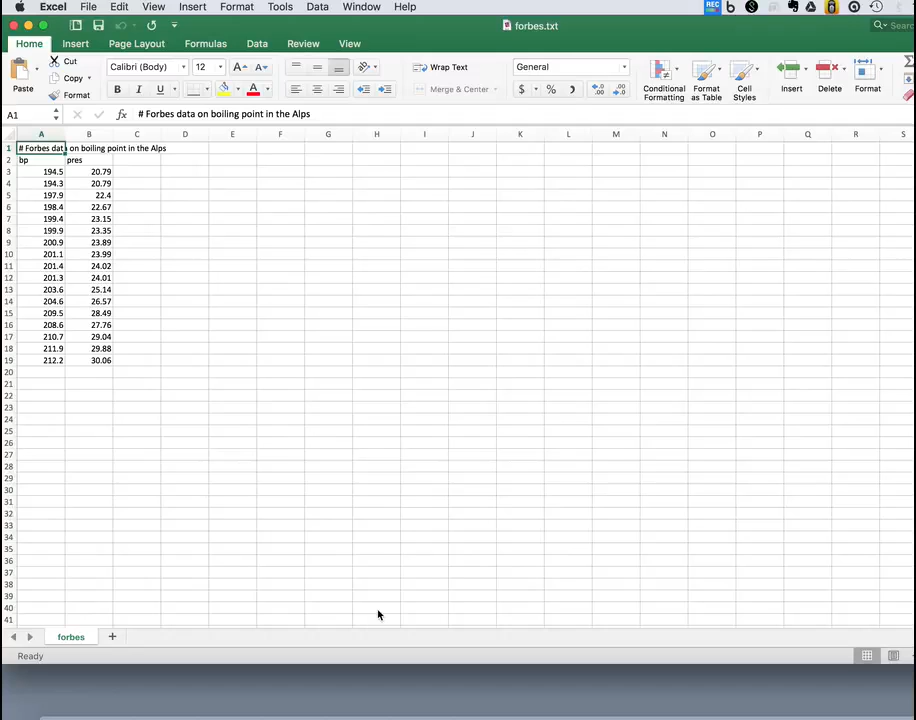 Excel File Edit View Insert Format Tools Data Window Help REC
forbes.txt
Home Insert Page Layout Formulas Data Review View
Paste
Cut
Copy
Format
Calibri (Body) 12
B I U
Wrap Text
Merge & Center
General
$ % ,
Conditional Formatting
Format as Table
Cell Styles
Insert
Delete
Format
A1 fx # Forbes data on boiling point in the Alps
A B C D E F G H I J K L M N O P Q R S
1 # Forbes data on boiling point in the Alps
2 bp pres
3 194.5 20.79
4 194.3 20.79
5 197.9 22.4
6 198.4 22.67
7 199.4 23.15
8 199.9 23.35
9 200.9 23.89
10 201.1 23.99
11 201.4 24.02
12 201.3 24.01
13 203.6 25.14
14 204.6 26.57
15 209.5 28.49
16 208.6 27.76
17 210.7 29.04
18 211.9 29.88
19 212.2 30.06
20
21
22
23
24
25
26
27
28
29
30
31
32
33
34
35
36
37
38
39
40
41
forbes
Ready